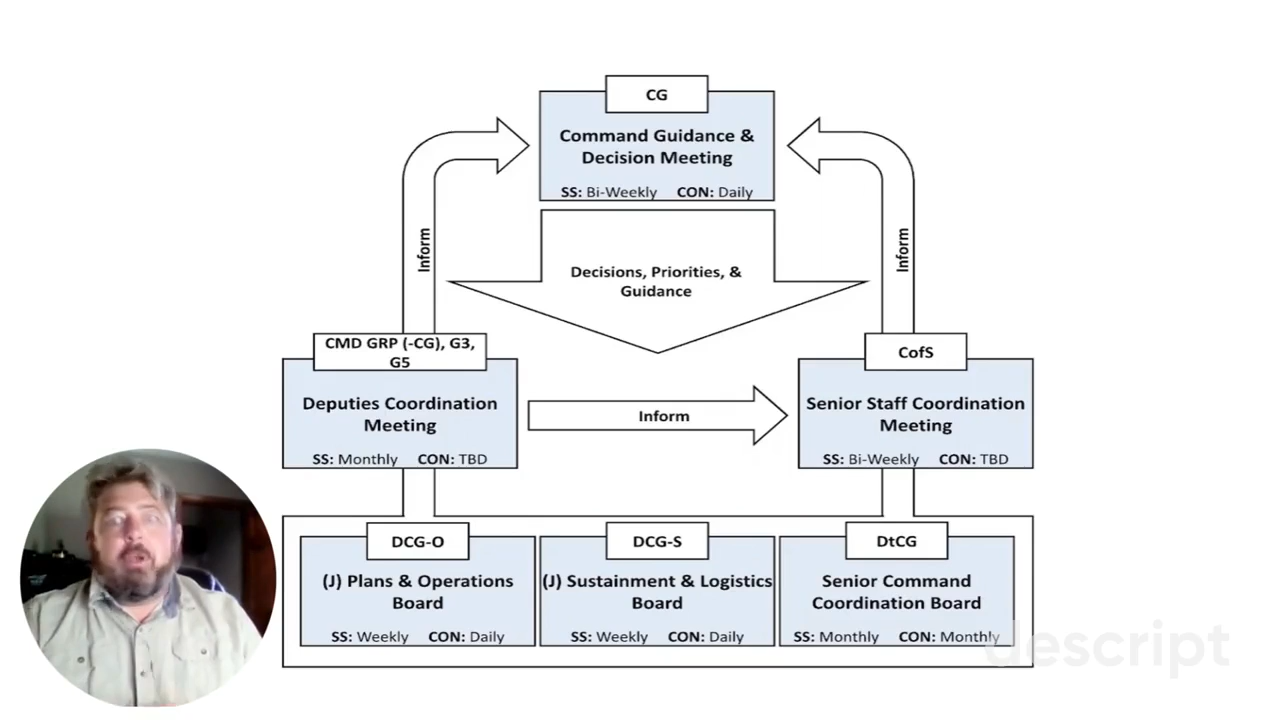 CG
Command Guidance &
Decision Meeting
SS: Bi-Weekly CON: Daily
Inform
Decisions, Priorities, &
Guidance
Inform
CMD GRP (-CG), G3,
G5
Deputies Coordination
Meeting
SS: Monthly CON: TBD
Inform
CofS
Senior Staff Coordination
Meeting
SS: Bi-Weekly CON: TBD
DCG-O
(J) Plans & Operations
Board
SS: Weekly CON: Daily
DCG-S
(J) Sustainment & Logistics
Board
SS: Weekly CON: Daily
DtCG
Senior Command
Coordination Board
SS: Monthly CON: Monthly
descript